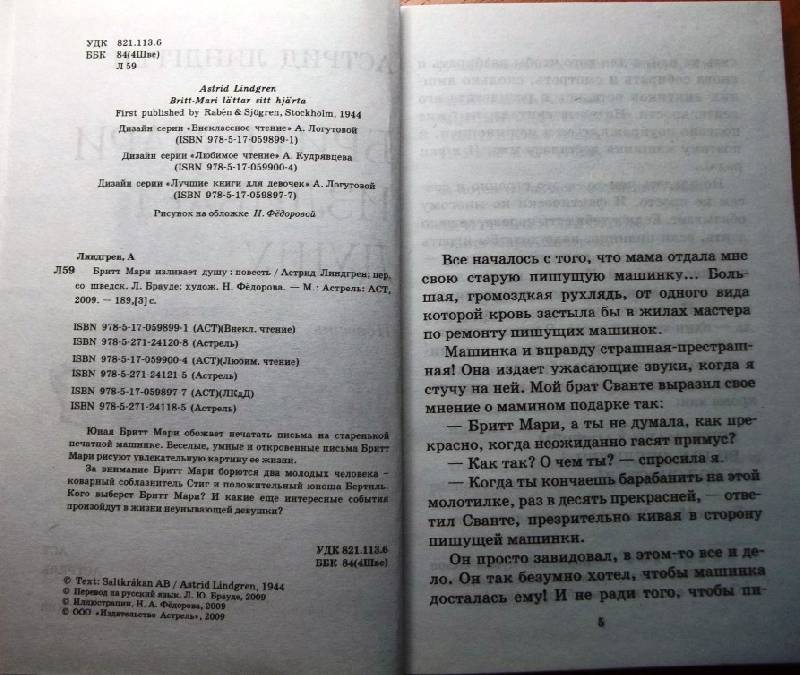 УДК 821.113.6
ББК 84(4Шве)
Л 59
Astrid Lindgren
Britt-Mari lättar sitt hjärta
First published by Rabén & Sjögren, Stockholm, 1944
Дизайн серии «Внеклассное чтение» А. Логутовой
(ISBN 978-5-17-059899-1)
Дизайн серии «Любимое чтение» А. Кудрявцева
(ISBN 978-5-17-059900-4)
Дизайн серии «Лучшие книги для девочек» А. Логутовой
(ISBN 978-5-17-059897-7)
Рисунок на обложке Н. Фёдоровой
Линдгрен, А
Л59 Бритт Мари изливает душу : повесть / Астрид Линдгрен; пер.
со шведск. Л. Брауде; худож. Н. Фёдорова. — М.: Астрель: АСТ,
2009. — 189,[3] с.
ISBN 978-5-17-059899-1 (АСТ)(Внекл. чтение)
ISBN 978-5-271-24120-8 (Астрель)
ISBN 978-5-17-059900-4 (АСТ)(Любим. чтение)
ISBN 978-5-271-24121-5 (Астрель)
ISBN 978-5-17-059897-7 (АСТ)(ЛКдД)
ISBN 978-5-271-24118-5 (Астрель)
Юная Бритт Мари обожает печатать письма на старенькой
печатной машинке. Веселые, умные и откровенные письма Бритт
Мари рисуют увлекательную картину ее жизни.
За внимание Бритт Мари борются два молодых человека —
коварный соблазнитель Стиг и положительный юноша Бертиль.
Кого выберет Бритт Мари? И какие еще интересные события
произойдут в жизни неунывающей девушки?
УДК 821.113.6
ББК 84(4Шве)
© Text: Saltkråkan AB / Astrid Lindgren, 1944
© Перевод на русский язык. Л. Ю. Брауде, 2009
© Иллюстрации, Н. А. Фёдорова, 2009
© ООО «Издательство Астрель», 2009
Все началось с того, что мама отдала мне
свою старую пишущую машинку... Боль-
шая, громоздкая рухлядь, от одного вида
которой кровь застыла бы в жилах мастера
по ремонту пишущих машинок.
Машинка и вправду страшная-престраш-
ная! Она издает ужасающие звуки, когда я
стучу на ней. Мой брат Сванте выразил свое
мнение о мамином подарке так:
— Бритт Мари, а ты не думала, как пре-
красно, когда неожиданно гасят примус?
— Как так? О чем ты? — спросила я.
— Когда ты кончаешь барабанить на этой
молотилке, раз в десять прекрасней, — отве-
тил Сванте, презрительно кивая в сторону
пишущей машинки.
Он просто завидовал, в этом-то все и де-
ло. Он так безумно хотел, чтобы машинка
досталась ему! И не ради того, чтобы пи-
5